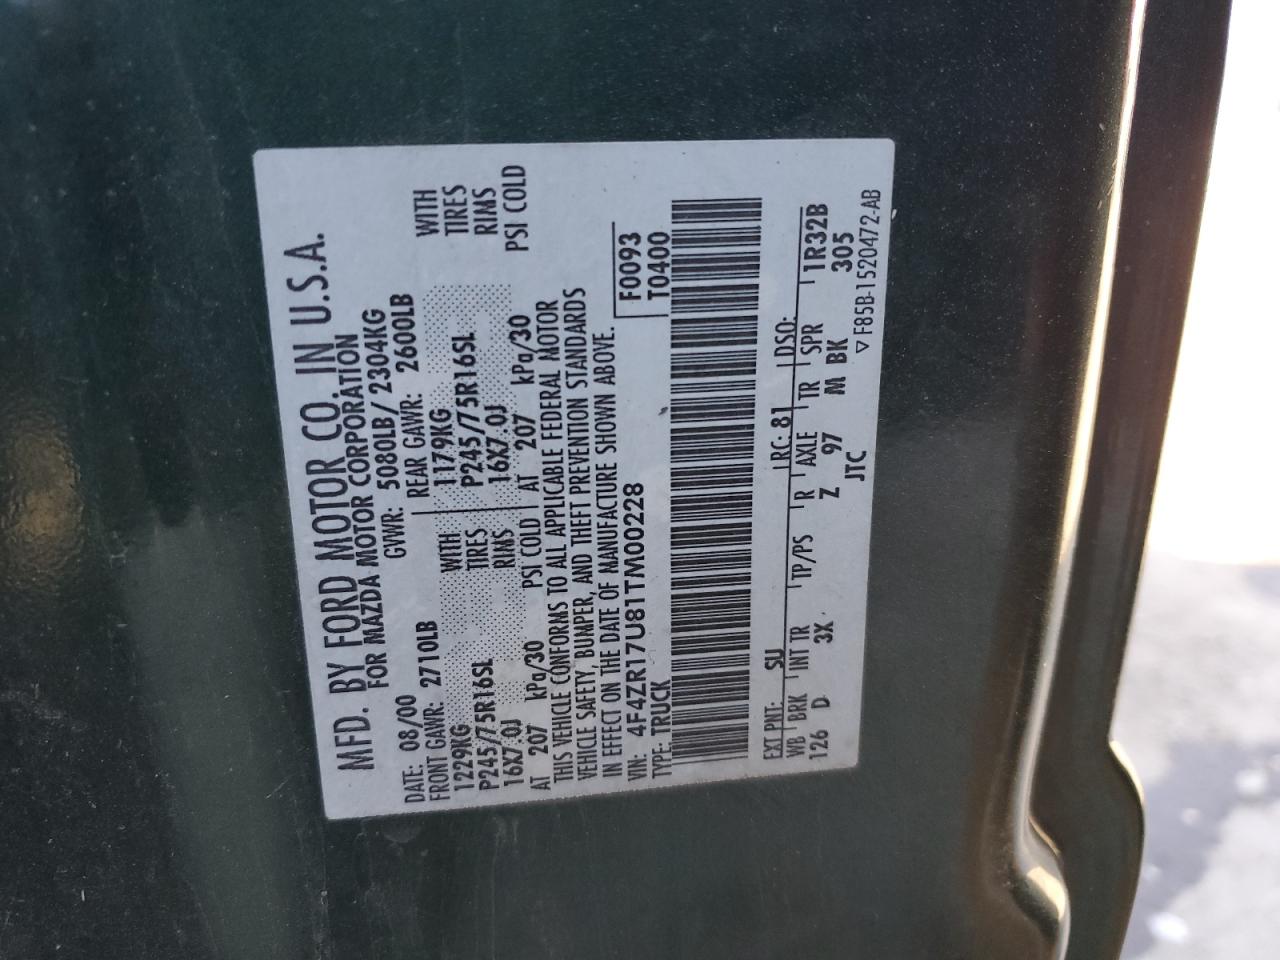 MFD. BY FORD MOTOR CO. IN U.S.A.
FOR MAZDA MOTOR CORPORATION
DATE: 08/00 GVWR: 5080LB / 2304KG
FRONT GAWR: 2710LB REAR GAWR: 2600LB
1229KG WITH 1179KG WITH
P245/75R16SL TIRES P245/75R16SL TIRES
16X7.0J RIMS 16X7.0J RIMS
AT 207 kPa/30 PSI COLD AT 207 kPa/30 PSI COLD
THIS VEHICLE CONFORMS TO ALL APPLICABLE FEDERAL MOTOR
VEHICLE SAFETY, BUMPER, AND THEFT PREVENTION STANDARDS
IN EFFECT ON THE DATE OF MANUFACTURE SHOWN ABOVE.
VIN: 4F4ZR17U81TM00228 F0093
TYPE: TRUCK T0400
EXT PNT: SU RC: 81 DSO:
WB BRK INT TR TP/PS R AXLE TR SPR 1R32B
126 D 3X Z 97 M BK 305
JTC
▽ F85B-1520472-AB